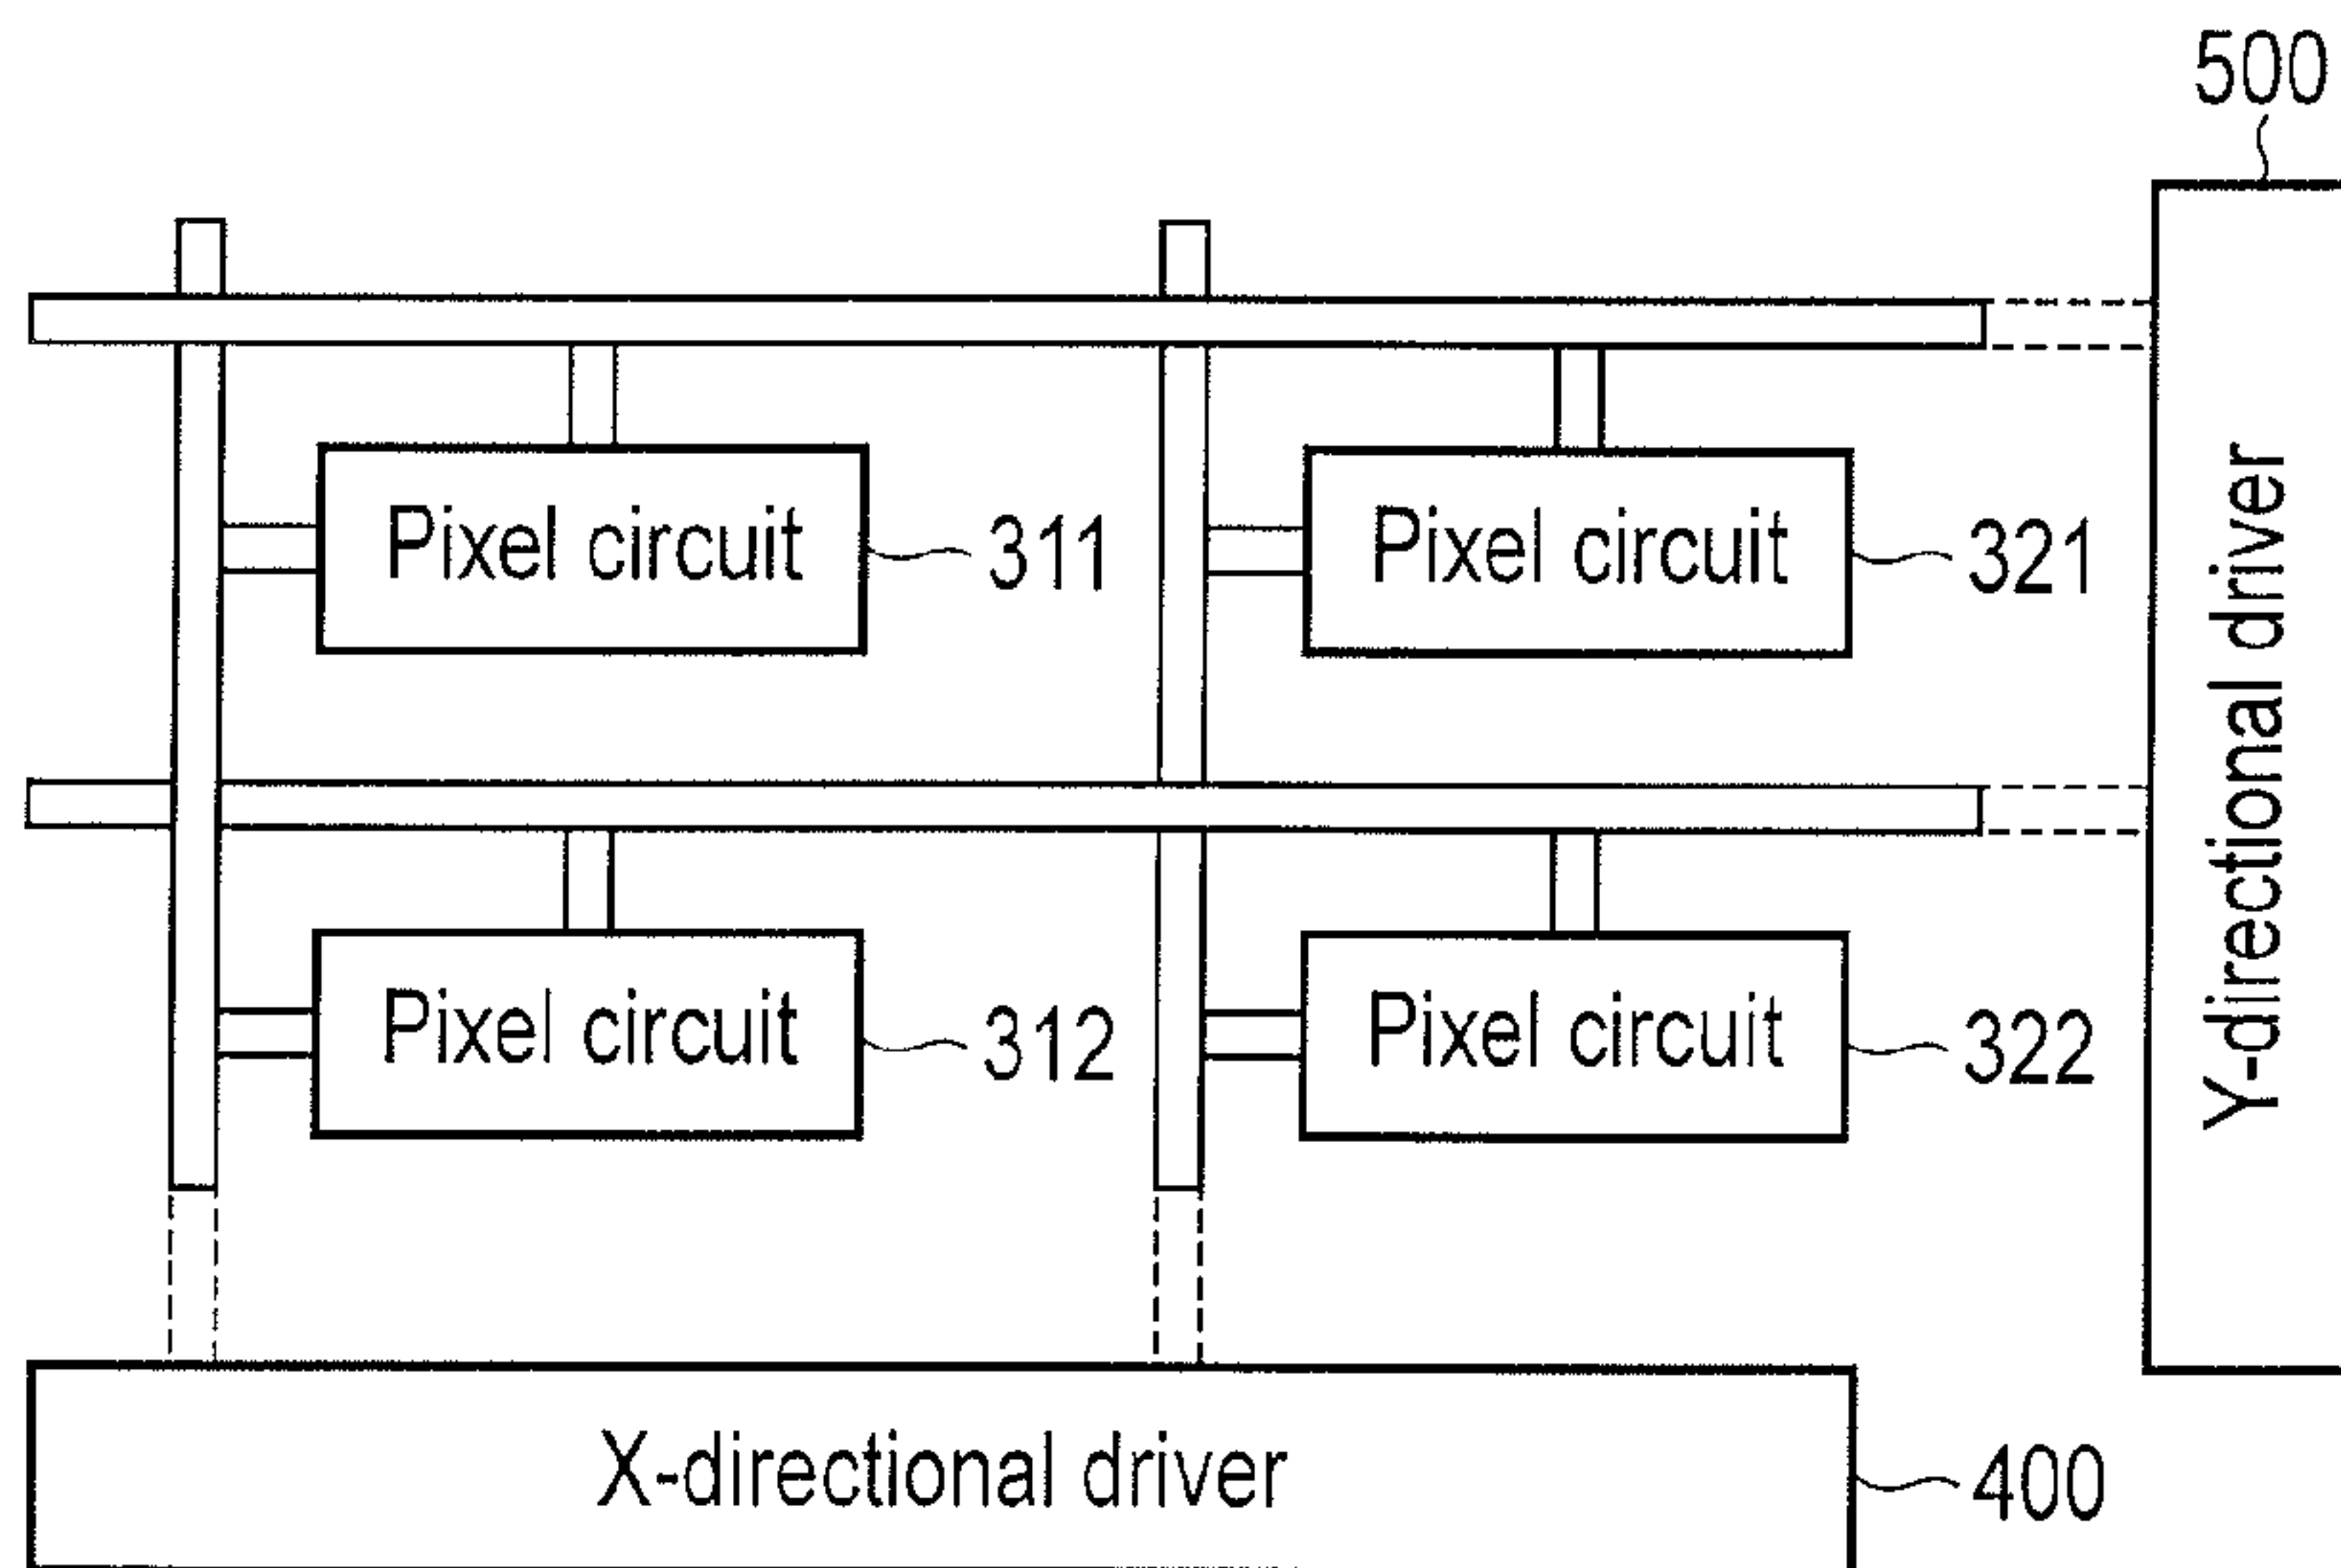 500
Pixel circuit
311
Pixel circuit
321
Y-directional driver
Pixel circuit
312
Pixel circuit
322
X-directional driver
400